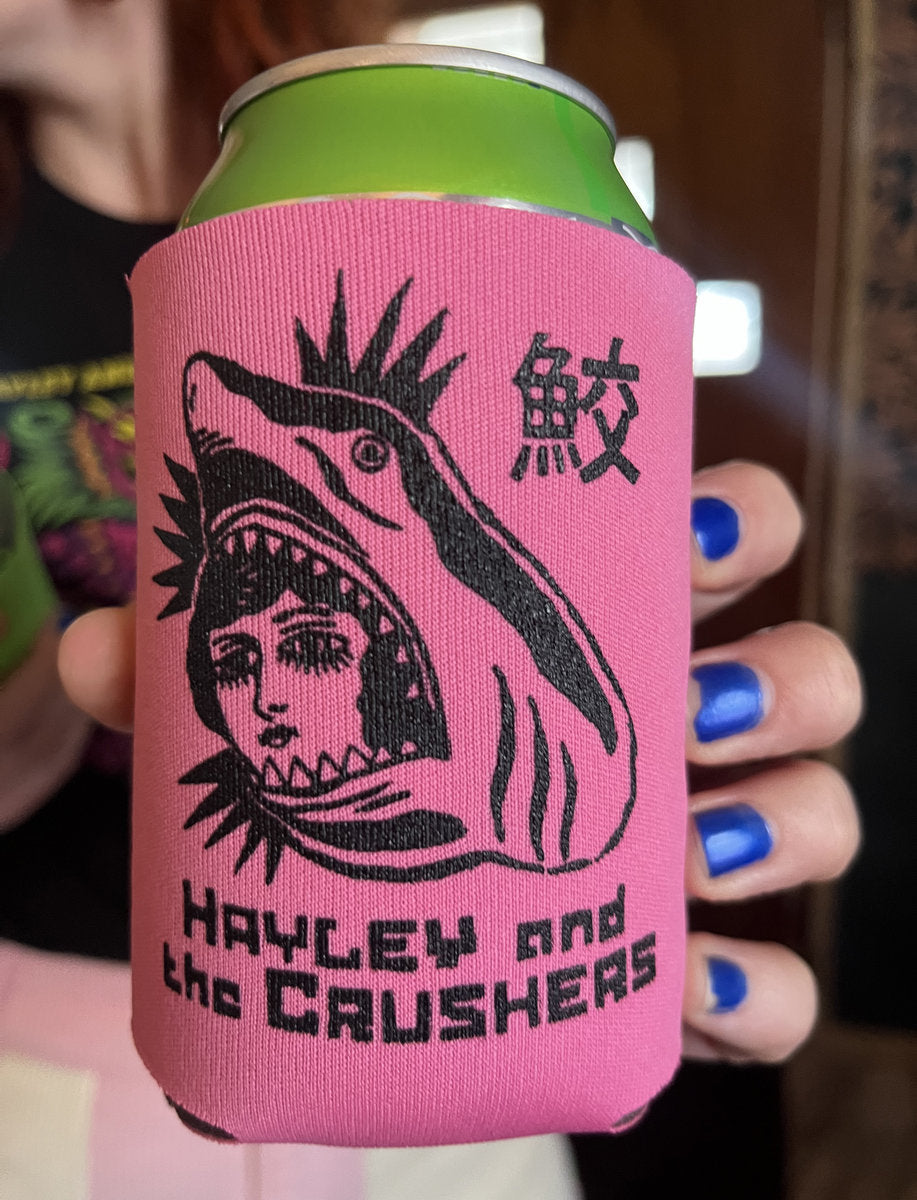 鮫
HAYLEY and
the CRUSHERS